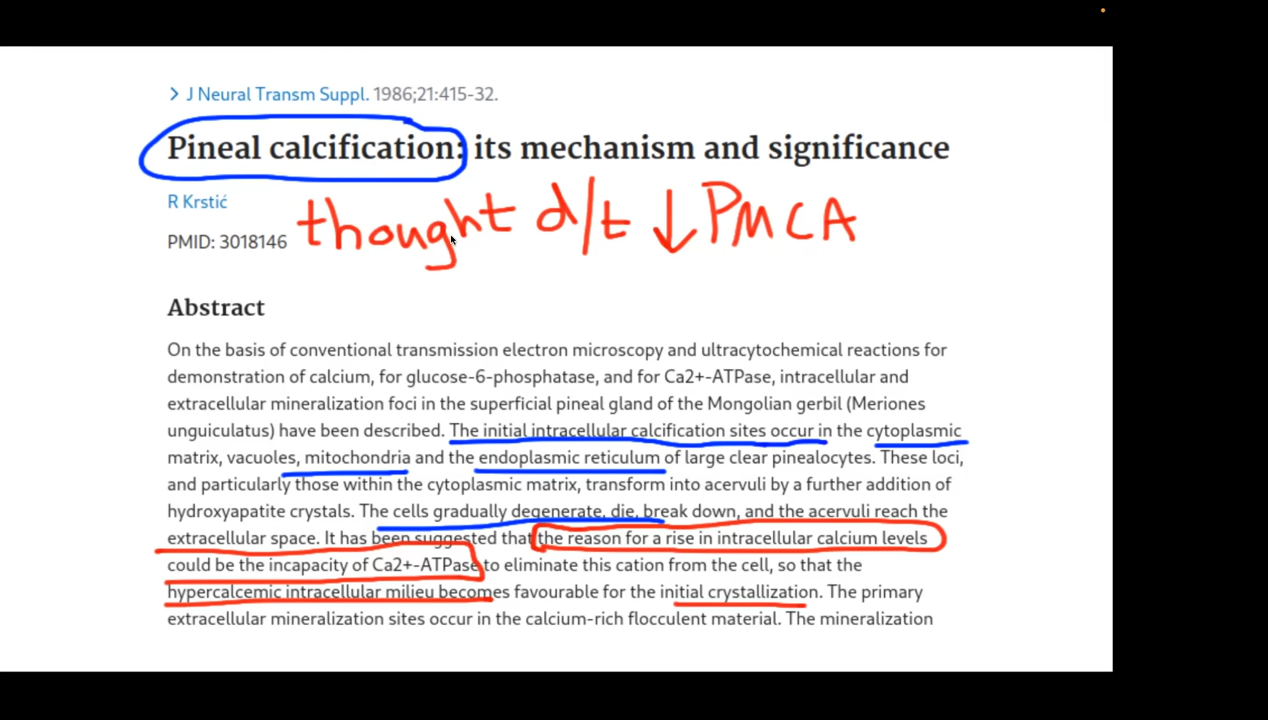 J Neural Transm Suppl. 1986;21:415-32.
Pineal calcification: its mechanism and significance
R Krstić
thought d/t ↓ PMCA
PMID: 3018146
Abstract
On the basis of conventional transmission electron microscopy and ultracytochemical reactions for
demonstration of calcium, for glucose-6-phosphatase, and for Ca2+-ATPase, intracellular and
extracellular mineralization foci in the superficial pineal gland of the Mongolian gerbil (Meriones
unguiculatus) have been described. The initial intracellular calcification sites occur in the cytoplasmic
matrix, vacuoles, mitochondria and the endoplasmic reticulum of large clear pinealocytes. These loci,
and particularly those within the cytoplasmic matrix, transform into acervuli by a further addition of
hydroxyapatite crystals. The cells gradually degenerate, die, break down, and the acervuli reach the
extracellular space. It has been suggested that the reason for a rise in intracellular calcium levels
could be the incapacity of Ca2+-ATPase to eliminate this cation from the cell, so that the
hypercalcemic intracellular milieu becomes favourable for the initial crystallization. The primary
extracellular mineralization sites occur in the calcium-rich flocculent material. The mineralization